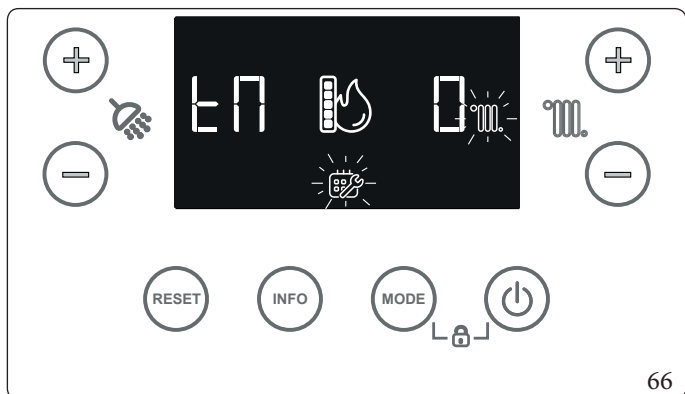 + +
tn 0
- -
RESET INFO MODE
66